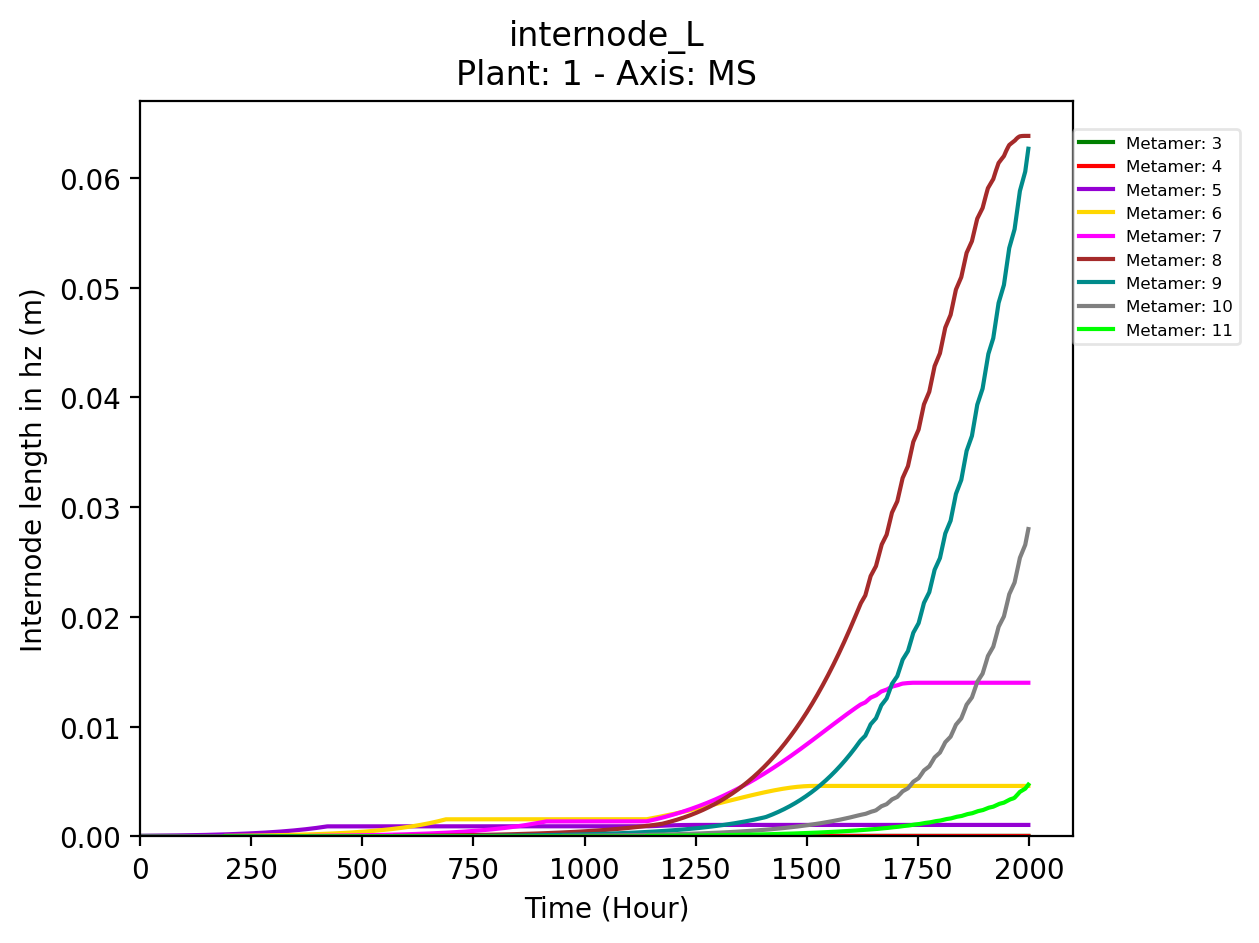 internode_L
Plant: 1 - Axis: MS
Internode length in hz (m)
0.06
0.05
0.04
0.03
0.02
0.01
0.00
0 250 500 750 1000 1250 1500 1750 2000
Time (Hour)
Metamer: 3
Metamer: 4
Metamer: 5
Metamer: 6
Metamer: 7
Metamer: 8
Metamer: 9
Metamer: 10
Metamer: 11